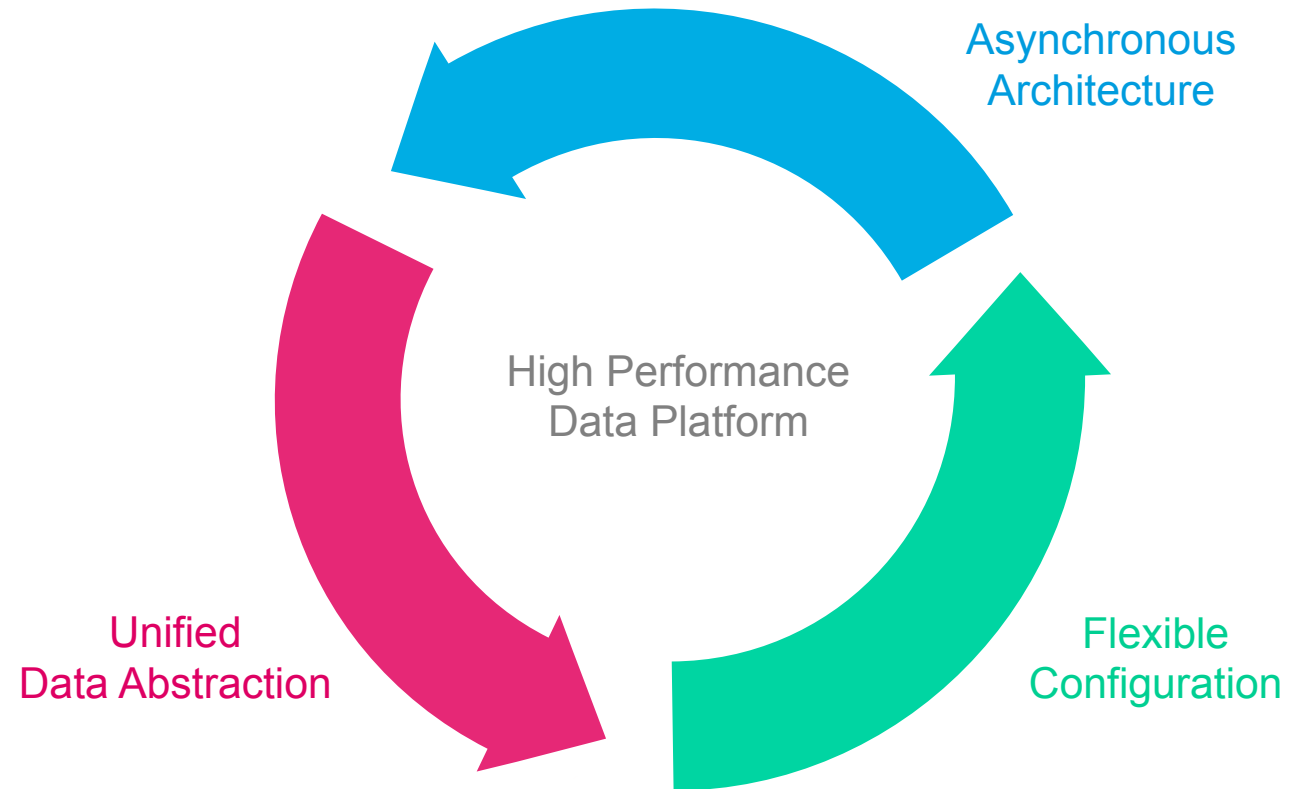 Asynchronous
Architecture
High Performance
Data Platform
Unified
Data Abstraction
Flexible
Configuration